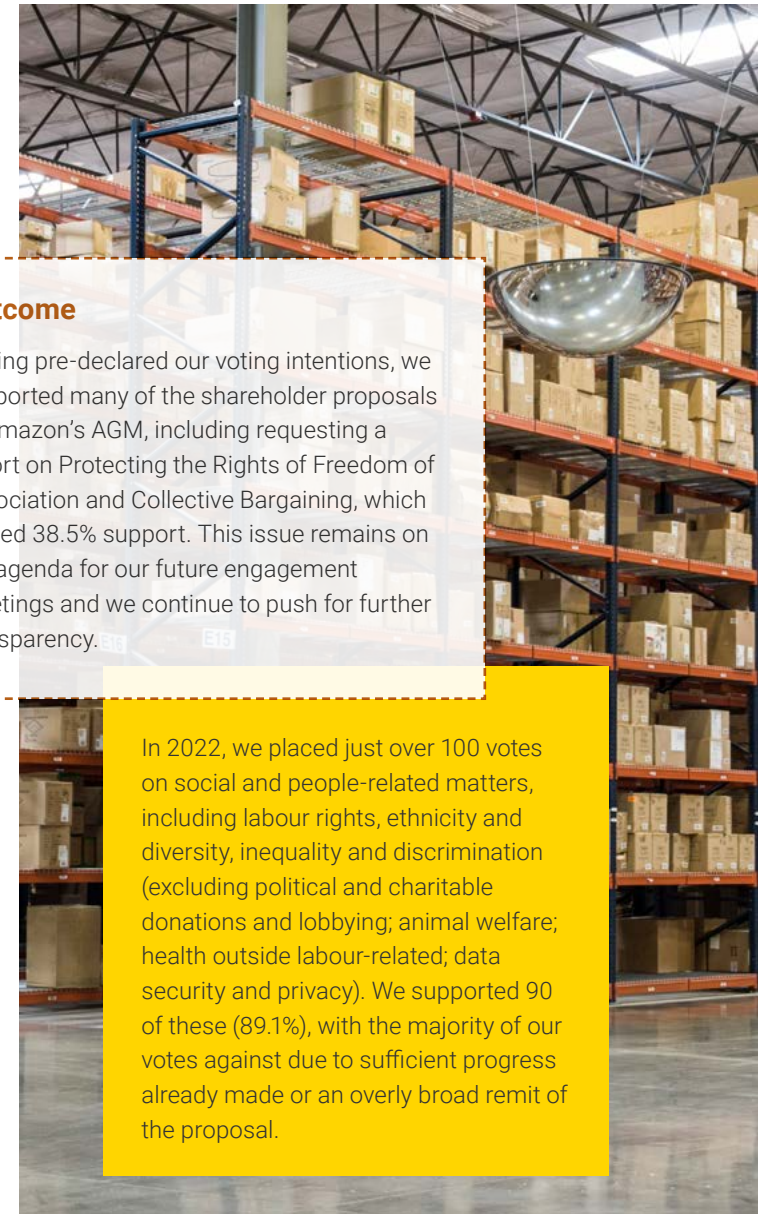 tcome
ing pre-declared our voting intentions, we
ported many of the shareholder proposals
mazon's AGM, including requesting a
ort on Protecting the Rights of Freedom of
ociation and Collective Bargaining, which
ed 38.5% support. This issue remains on
agenda for our future engagement
tings and we continue to push for further
sparency.
E16 E15
In 2022, we placed just over 100 votes
on social and people-related matters,
including labour rights, ethnicity and
diversity, inequality and discrimination
(excluding political and charitable
donations and lobbying; animal welfare;
health outside labour-related; data
security and privacy). We supported 90
of these (89.1%), with the majority of our
votes against due to sufficient progress
already made or an overly broad remit of
the proposal.